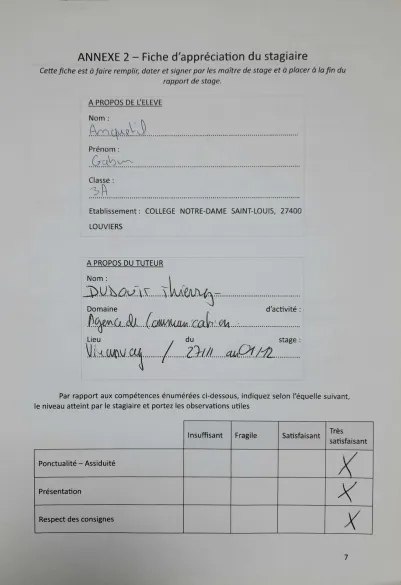 ANNEXE 2 – Fiche d'appréciation du stagiaire
Cette fiche est à faire remplir, dater et signer par les maître de stage et à placer à la fin du
rapport de stage.
A PROPOS DE L'ELEVE
Nom :
Anquetil
Prénom :
Gabin
Classe :
3A
Etablissement : COLLEGE NOTRE-DAME SAINT-LOUIS, 27400
LOUVIERS
A PROPOS DU TUTEUR
Nom :
Thierry
Domaine d'activité :
Agence de Communication
Lieu du stage :
/ 27/11 au 01/12
Par rapport aux compétences énumérées ci-dessous, indiquez selon l'équelle suivant,
le niveau atteint par le stagiaire et portez les observations utiles
Insuffisant Fragile Satisfaisant Très satisfaisant
Ponctualité – Assiduité X
Présentation X
Respect des consignes X
7